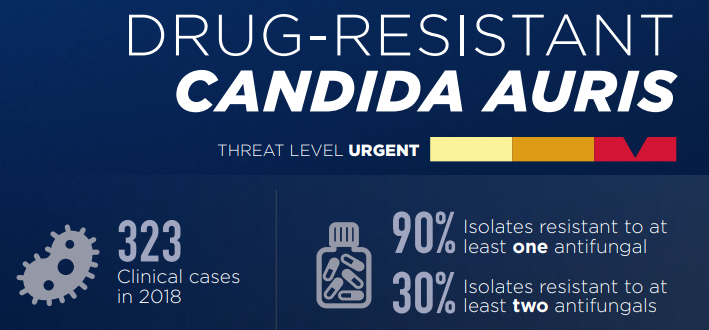 DRUG-RESISTANT
CANDIDA AURIS
THREAT LEVEL URGENT
323
Clinical cases
in 2018
90% Isolates resistant to at
least one antifungal
30% Isolates resistant to at
least two antifungals